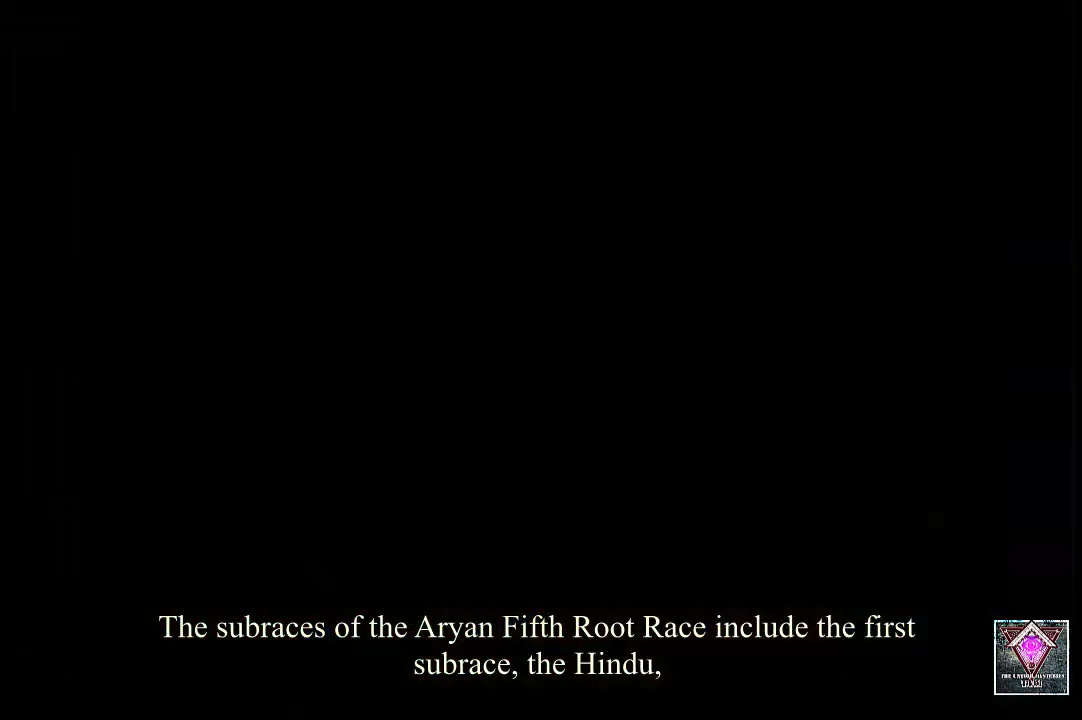 The subraces of the Aryan Fifth Root Race include the first
subrace, the Hindu,